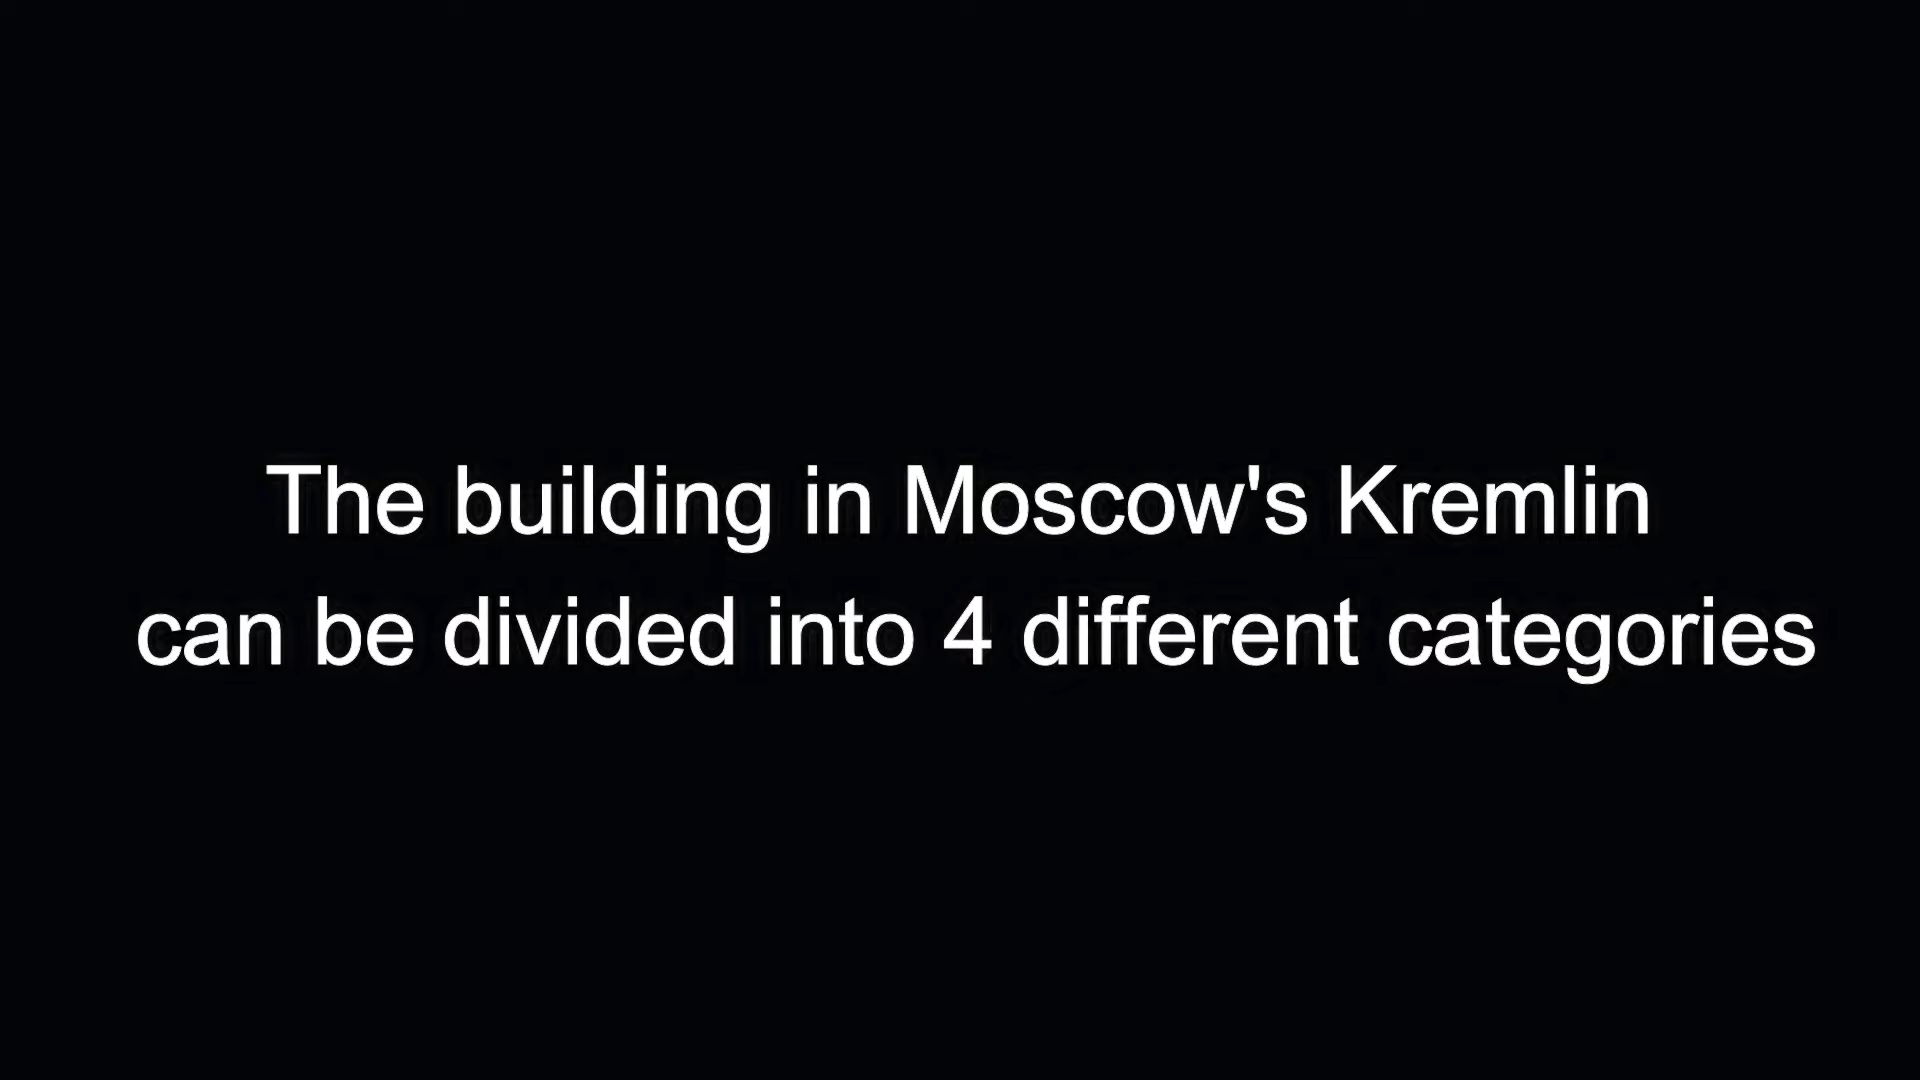 The building in Moscow's Kremlin
can be divided into 4 different categories